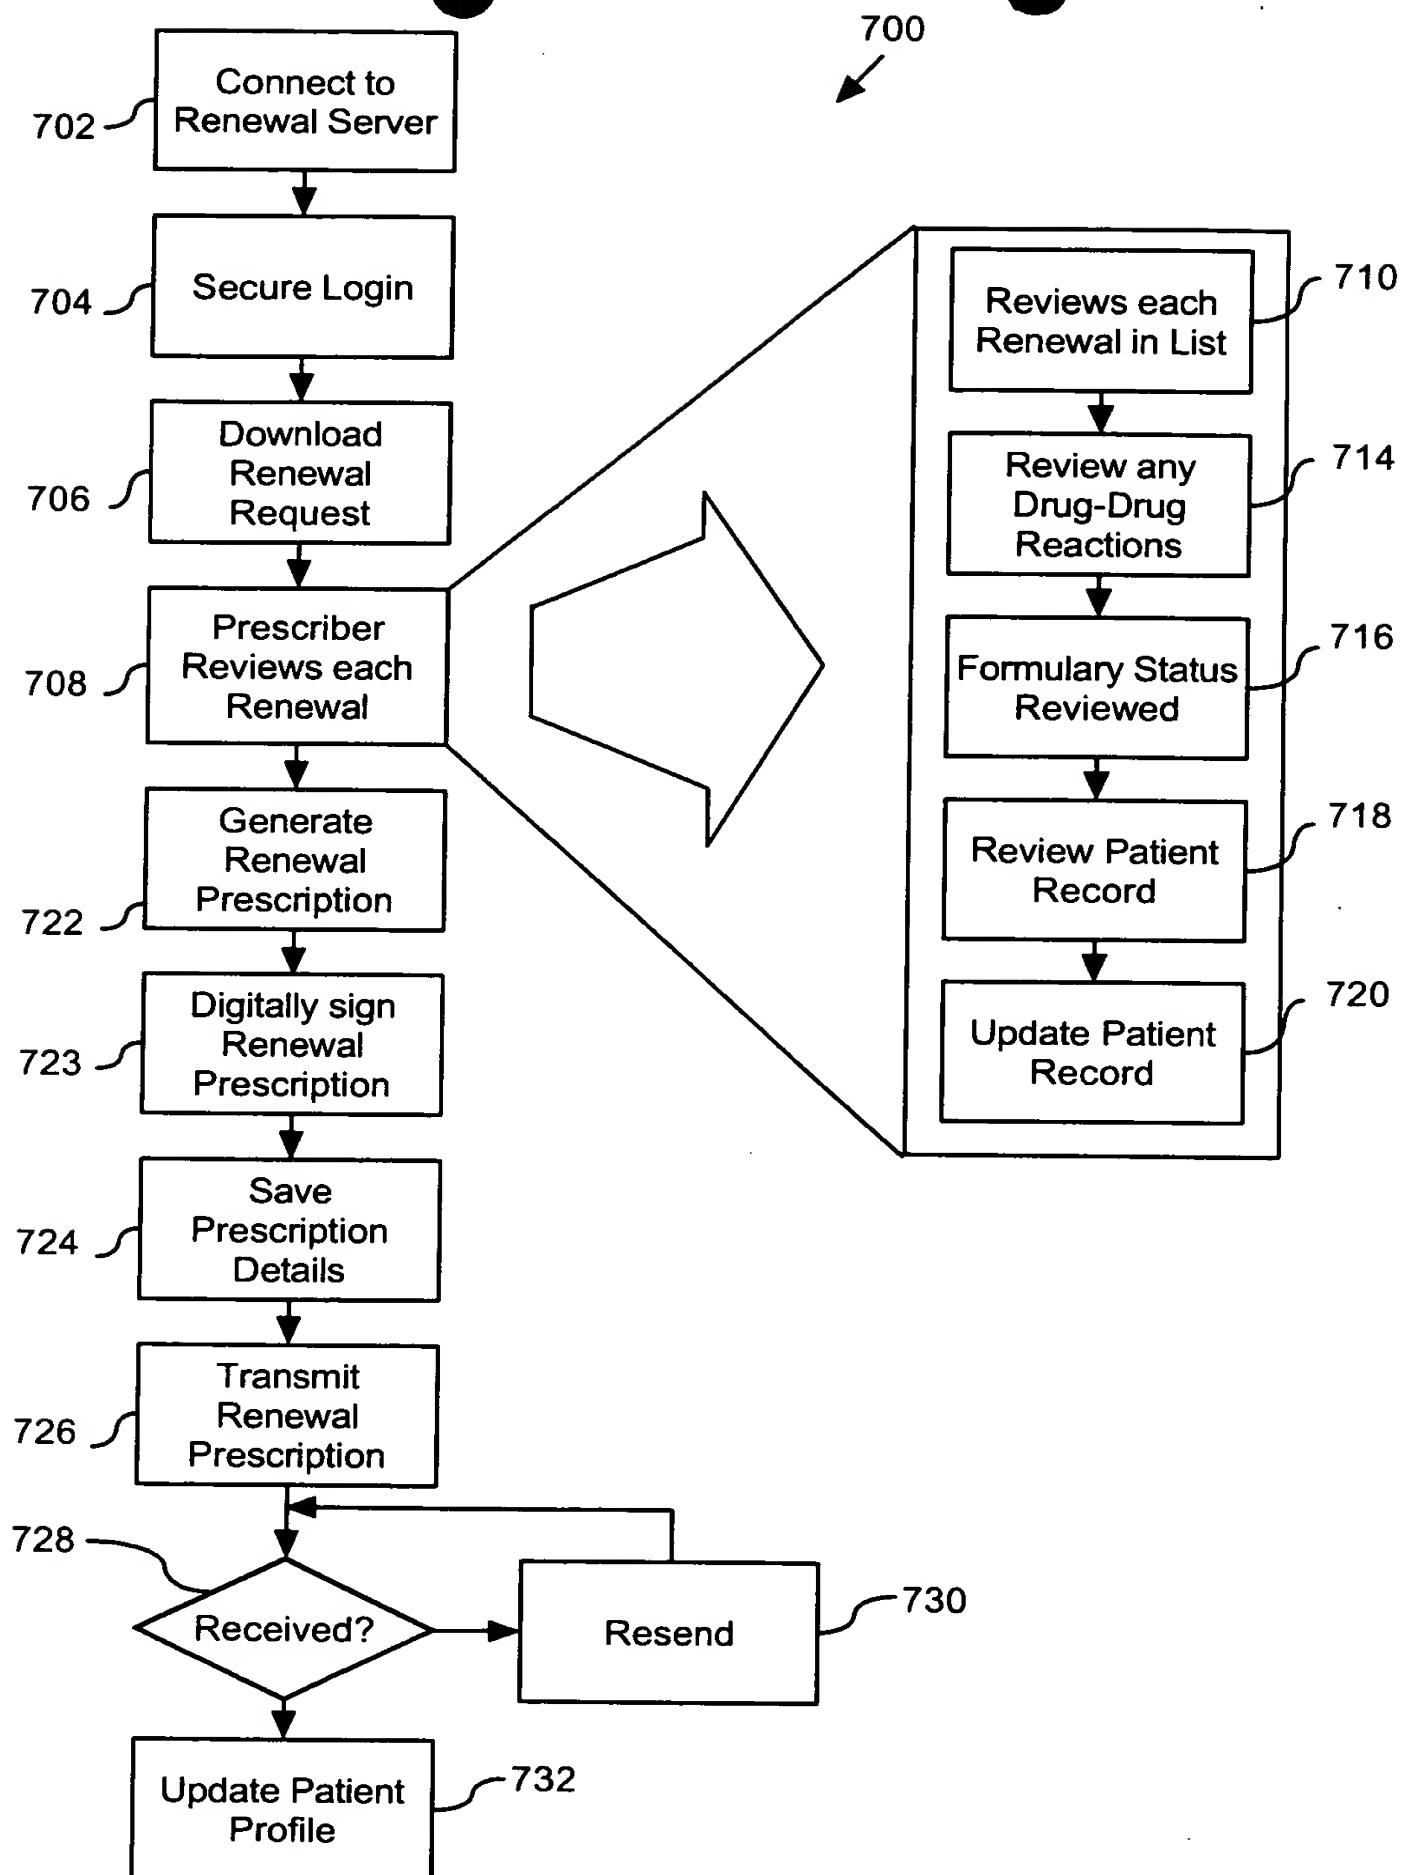 700
Connect to
Renewal Server
702
Secure Login
704
Download
Renewal
Request
706
Prescriber
Reviews each
Renewal
708
Reviews each
Renewal in List
710
Review any
Drug-Drug
Reactions
714
Formulary Status
Reviewed
716
Review Patient
Record
718
Update Patient
Record
720
Generate
Renewal
Prescription
722
Digitally sign
Renewal
Prescription
723
Save
Prescription
Details
724
Transmit
Renewal
Prescription
726
728
Received?
Resend
730
Update Patient
Profile
732